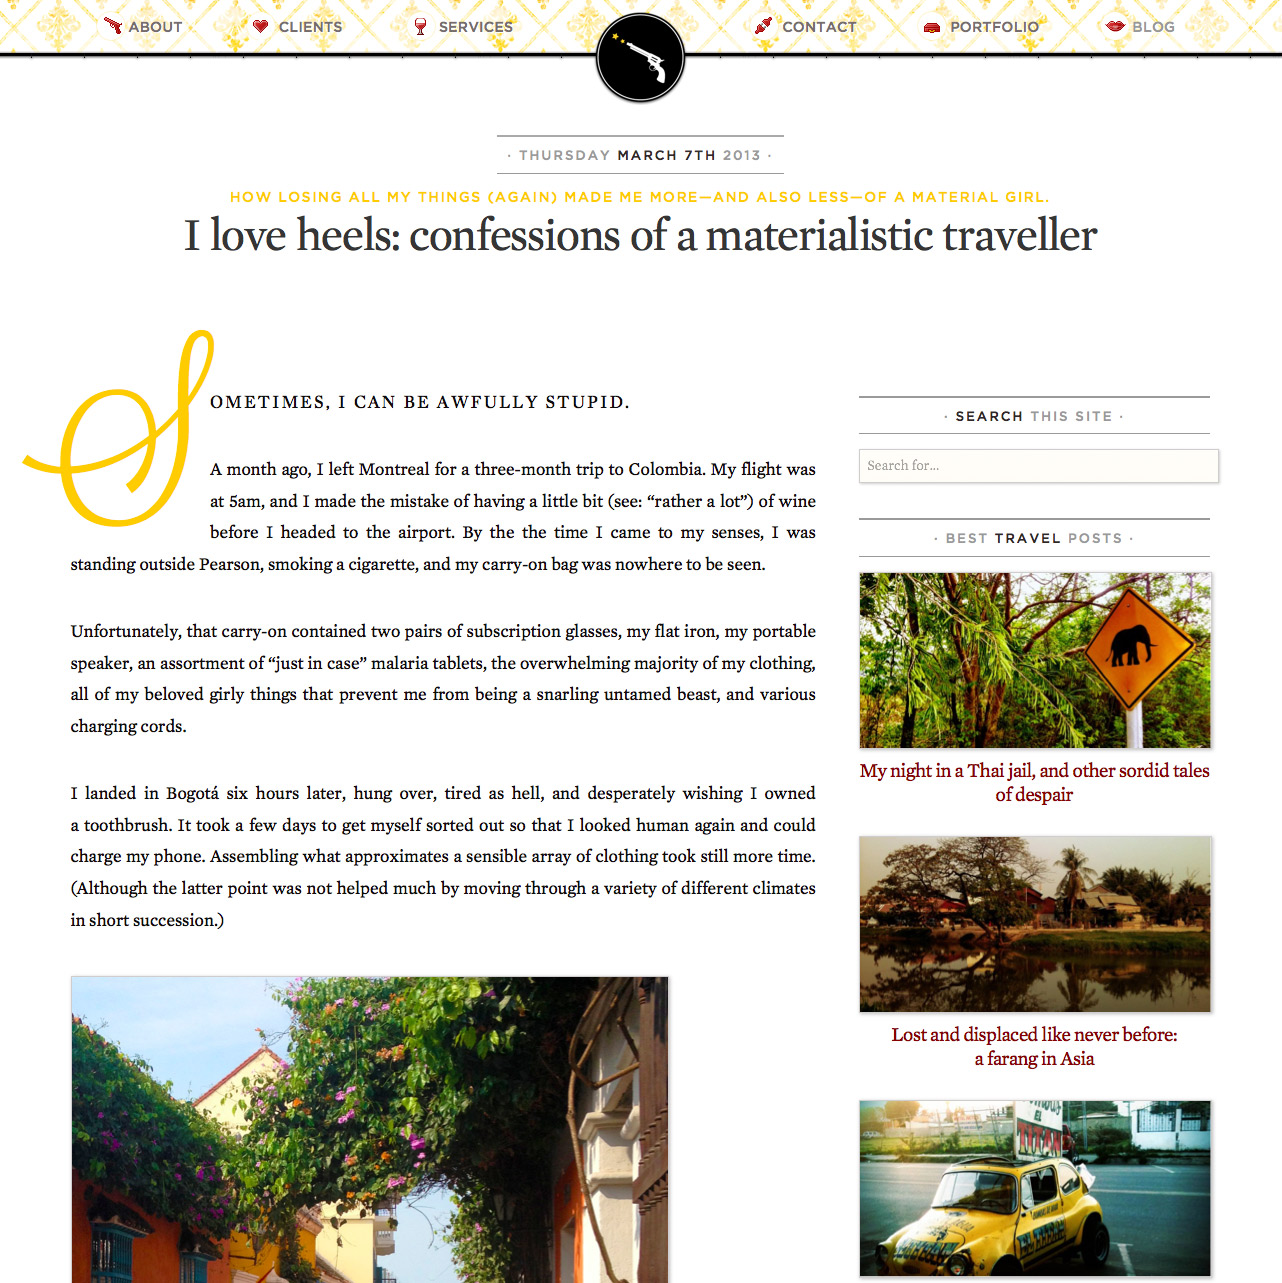 ABOUT
CLIENTS
SERVICES
CONTACT
PORTFOLIO
BLOG
· THURSDAY MARCH 7TH 2013 ·
HOW LOSING ALL MY THINGS (AGAIN) MADE ME MORE—AND ALSO LESS—OF A MATERIAL GIRL.
I love heels: confessions of a materialistic traveller
SOMETIMES, I CAN BE AWFULLY STUPID.
A month ago, I left Montreal for a three-month trip to Colombia. My flight was
at 5am, and I made the mistake of having a little bit (see: “rather a lot”) of wine
before I headed to the airport. By the the time I came to my senses, I was
standing outside Pearson, smoking a cigarette, and my carry-on bag was nowhere to be seen.
Unfortunately, that carry-on contained two pairs of subscription glasses, my flat iron, my portable
speaker, an assortment of “just in case” malaria tablets, the overwhelming majority of my clothing,
all of my beloved girly things that prevent me from being a snarling untamed beast, and various
charging cords.
I landed in Bogotá six hours later, hung over, tired as hell, and desperately wishing I owned
a toothbrush. It took a few days to get myself sorted out so that I looked human again and could
charge my phone. Assembling what approximates a sensible array of clothing took still more time.
(Although the latter point was not helped much by moving through a variety of different climates
in short succession.)
· SEARCH THIS SITE ·
Search for...
· BEST TRAVEL POSTS ·
My night in a Thai jail, and other sordid tales
of despair
Lost and displaced like never before:
a farang in Asia
EL
TITAN